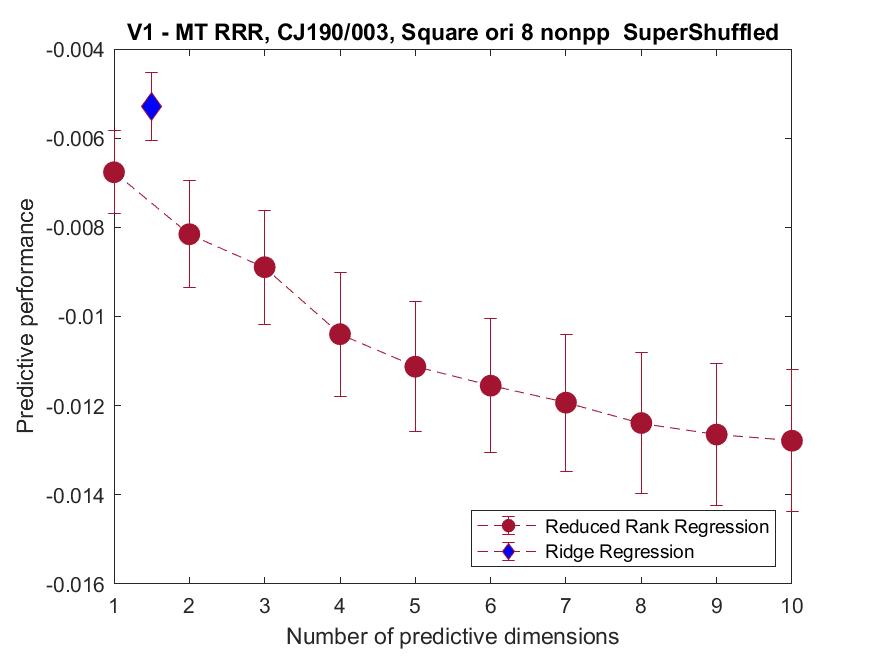 V1 - MT RRR, CJ190/003, Square ori 8 nonpp  SuperShuffled
-0.004
-0.006
-0.008
-0.01
-0.012
-0.014
-0.016
Predictive performance
1 2 3 4 5 6 7 8 9 10
Number of predictive dimensions
Reduced Rank Regression
Ridge Regression